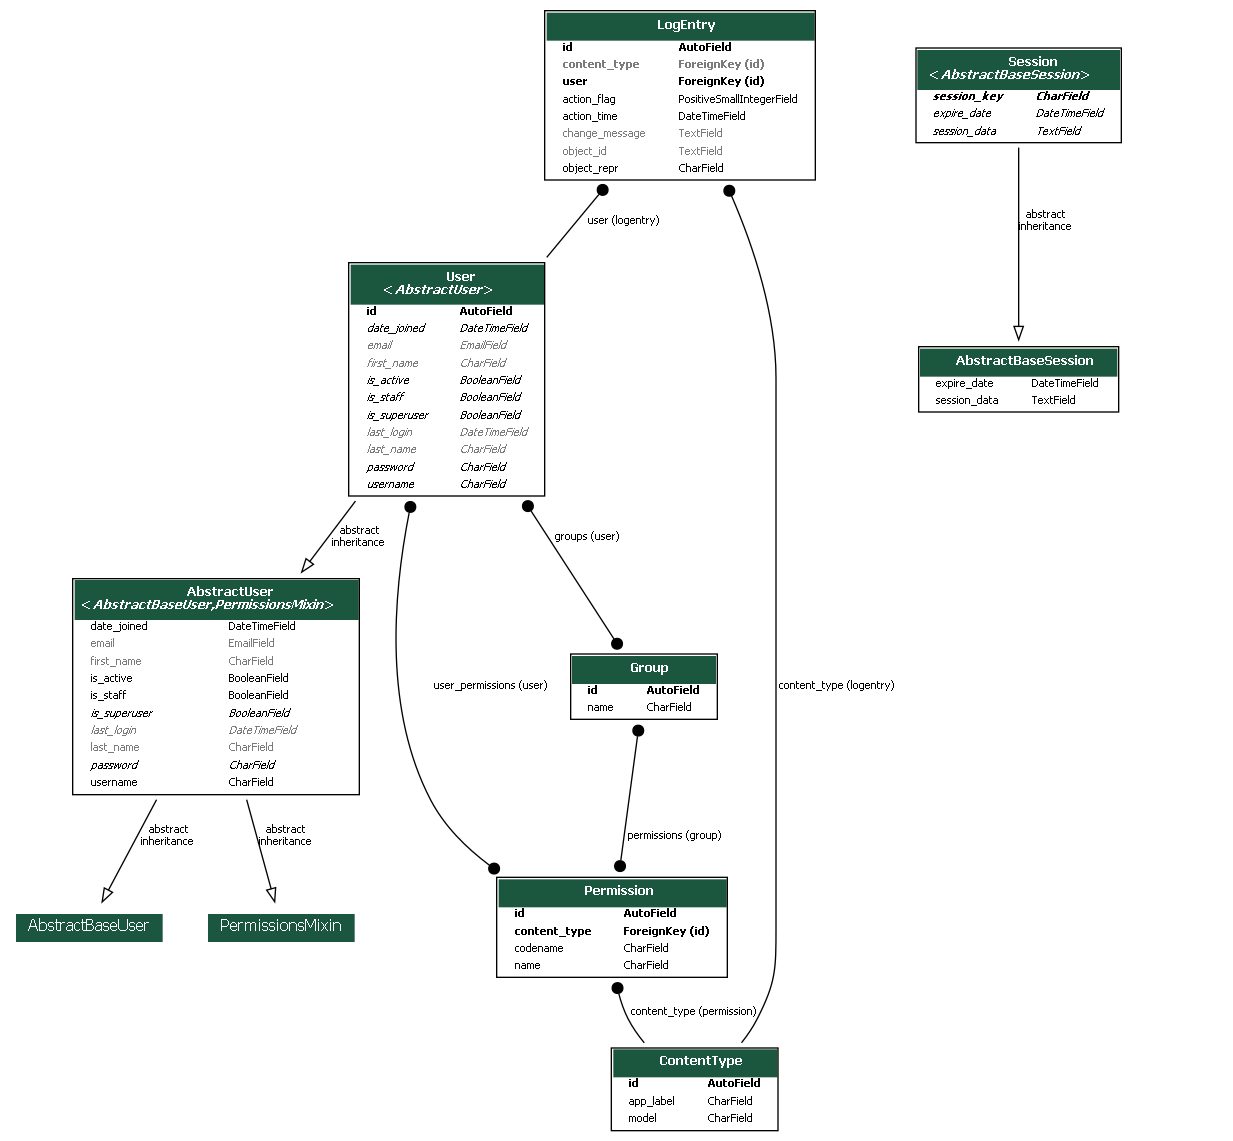 LogEntry
id AutoField
content_type ForeignKey (id)
user ForeignKey (id)
action_flag PositiveSmallIntegerField
action_time DateTimeField
change_message TextField
object_id TextField
object_repr CharField
Session
<AbstractBaseSession>
session_key CharField
expire_date DateTimeField
session_data TextField
user (logentry)
abstract
inheritance
User
<AbstractUser>
id AutoField
date_joined DateTimeField
email EmailField
first_name CharField
is_active BooleanField
is_staff BooleanField
is_superuser BooleanField
last_login DateTimeField
last_name CharField
password CharField
username CharField
AbstractBaseSession
expire_date DateTimeField
session_data TextField
abstract
inheritance
groups (user)
AbstractUser
<AbstractBaseUser,PermissionsMixin>
date_joined DateTimeField
email EmailField
first_name CharField
is_active BooleanField
is_staff BooleanField
is_superuser BooleanField
last_login DateTimeField
last_name CharField
password CharField
username CharField
user_permissions (user)
Group
id AutoField
name CharField
content_type (logentry)
abstract
inheritance
abstract
inheritance
permissions (group)
AbstractBaseUser
PermissionsMixin
Permission
id AutoField
content_type ForeignKey (id)
codename CharField
name CharField
content_type (permission)
ContentType
id AutoField
app_label CharField
model CharField